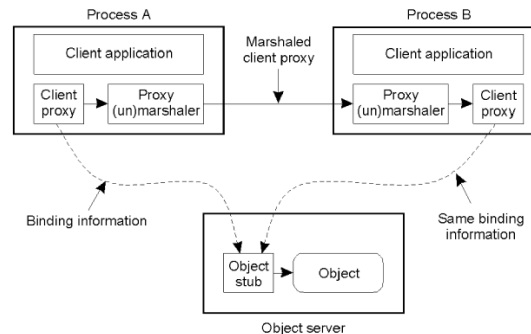 Process A
Process B
Marshaled
client proxy
Client application
Client application
Client
proxy
Proxy
(un)marshaler
Proxy
(un)marshaler
Client
proxy
Binding information
Same binding
information
Object
stub
Object
Object server